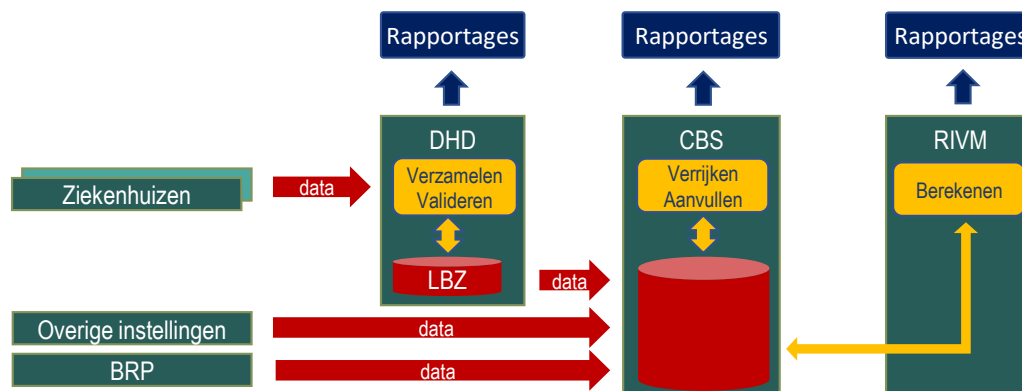 Rapportages
Rapportages
Rapportages
DHD
CBS
RIVM
Verzamelen
Valideren
Verrijken
Aanvullen
Berekenen
Ziekenhuizen
data
LBZ
data
Overige instellingen
data
BRP
data